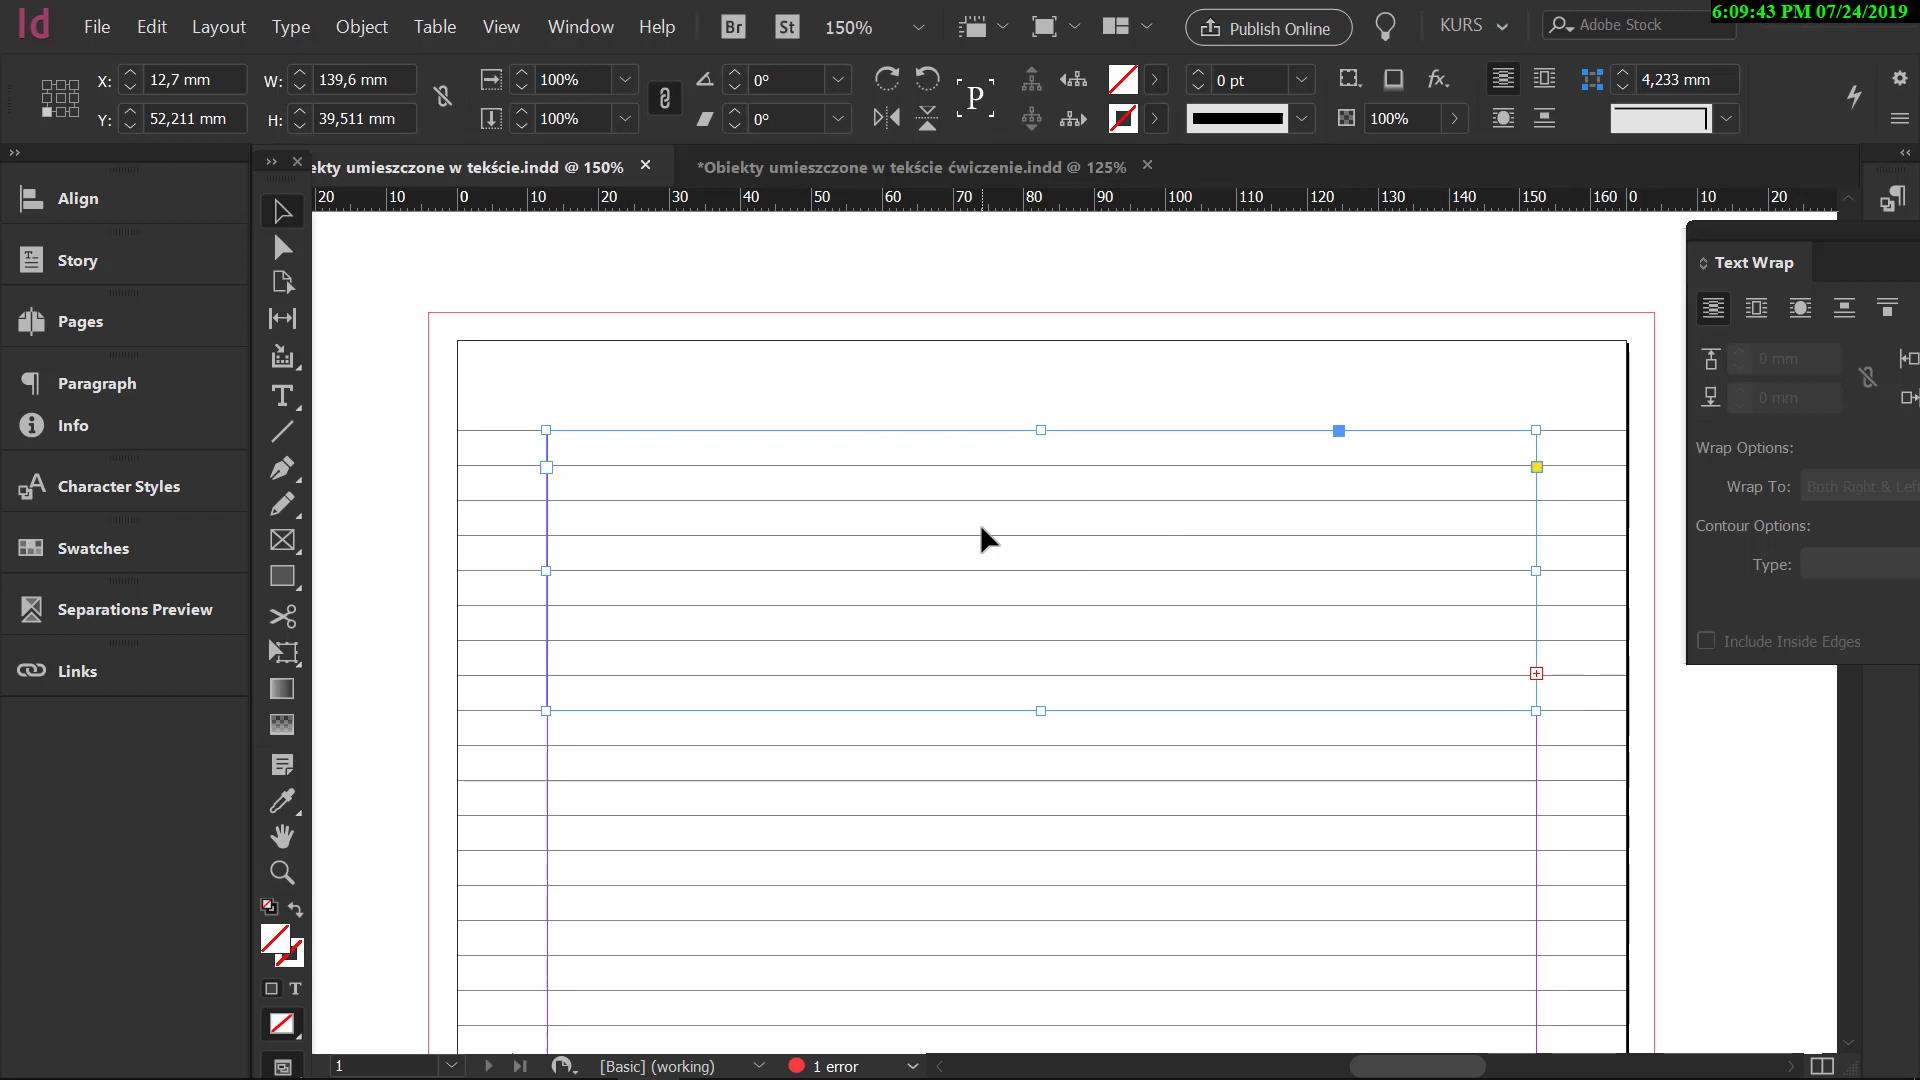 Id File Edit Layout Type Object Table View Window Help Br St 150% Publish Online KURS Adobe Stock
6:09:43 PM 07/24/2019
X: 12,7 mm W: 139,6 mm 100% 0° P 0 pt fx. 4,233 mm
Y: 52,211 mm H: 39,511 mm 100% 0° 100%
ekty umieszczone w tekście.indd @ 150% *Obiekty umieszczone w tekście ćwiczenie.indd @ 125%
20 10 0 10 20 30 40 50 60 70 80 90 100 110 120 130 140 150 160 0 10 20
Align
Story
Pages
Paragraph
Info
Character Styles
Swatches
Separations Preview
Links
Text Wrap
0 mm
0 mm
Wrap Options:
Wrap To: Both Right & Left
Contour Options:
Type:
Include Inside Edges
1 [Basic] (working) 1 error